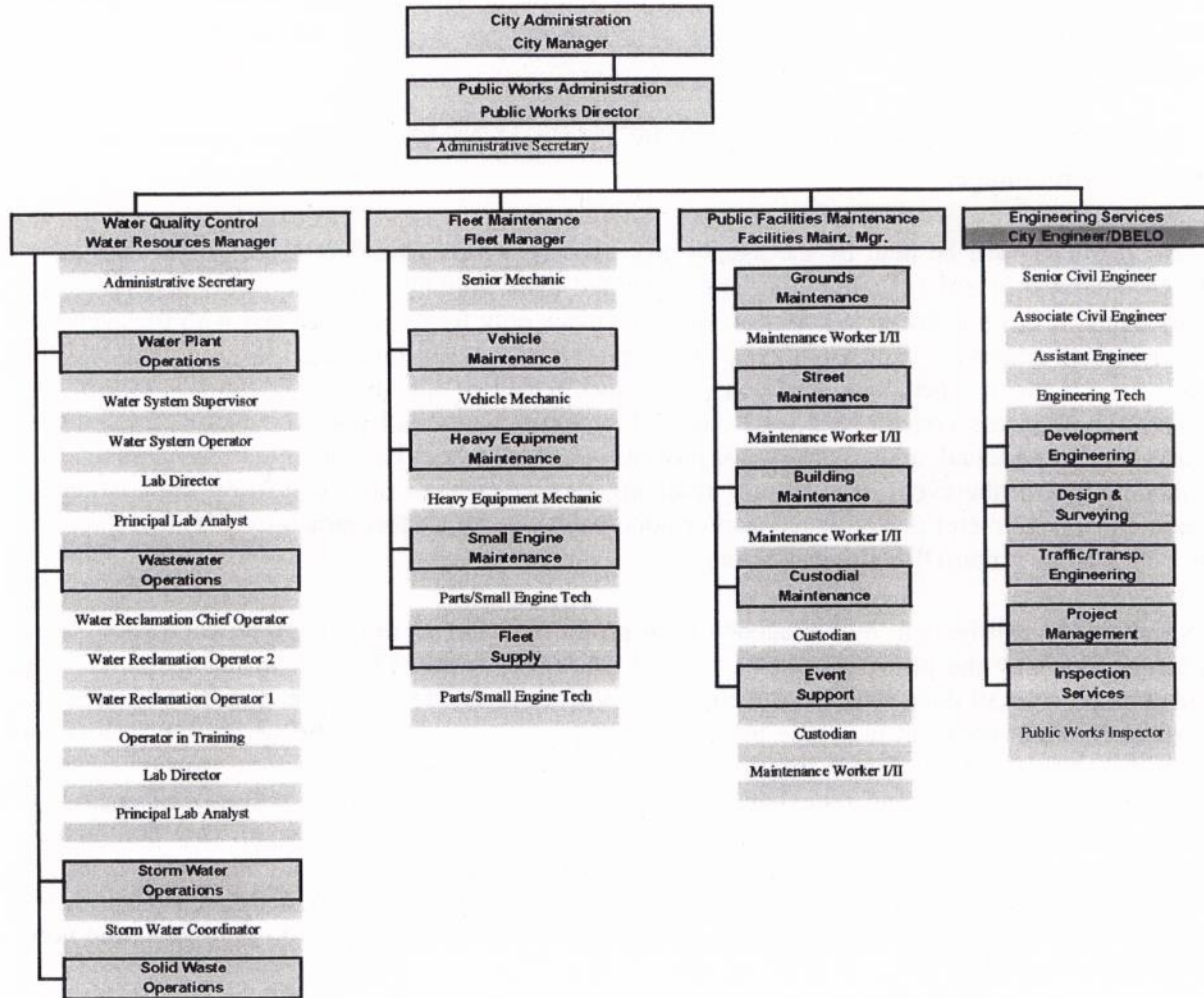 City Administration
City Manager
Public Works Administration
Public Works Director
Administrative Secretary
Water Quality Control
Water Resources Manager
Administrative Secretary
Water Plant
Operations
Water System Supervisor
Water System Operator
Lab Director
Principal Lab Analyst
Wastewater
Operations
Water Reclamation Chief Operator
Water Reclamation Operator 2
Water Reclamation Operator 1
Operator in Training
Lab Director
Principal Lab Analyst
Storm Water
Operations
Storm Water Coordinator
Solid Waste
Operations
Fleet Maintenance
Fleet Manager
Senior Mechanic
Vehicle
Maintenance
Vehicle Mechanic
Heavy Equipment
Maintenance
Heavy Equipment Mechanic
Small Engine
Maintenance
Parts/Small Engine Tech
Fleet
Supply
Parts/Small Engine Tech
Public Facilities Maintenance
Facilities Maint. Mgr.
Grounds
Maintenance
Maintenance Worker I/II
Street
Maintenance
Maintenance Worker I/II
Building
Maintenance
Maintenance Worker I/II
Custodial
Maintenance
Custodian
Event
Support
Custodian
Maintenance Worker I/II
Engineering Services
City Engineer/DBELO
Senior Civil Engineer
Associate Civil Engineer
Assistant Engineer
Engineering Tech
Development
Engineering
Design &
Surveying
Traffic/Transp.
Engineering
Project
Management
Inspection
Services
Public Works Inspector